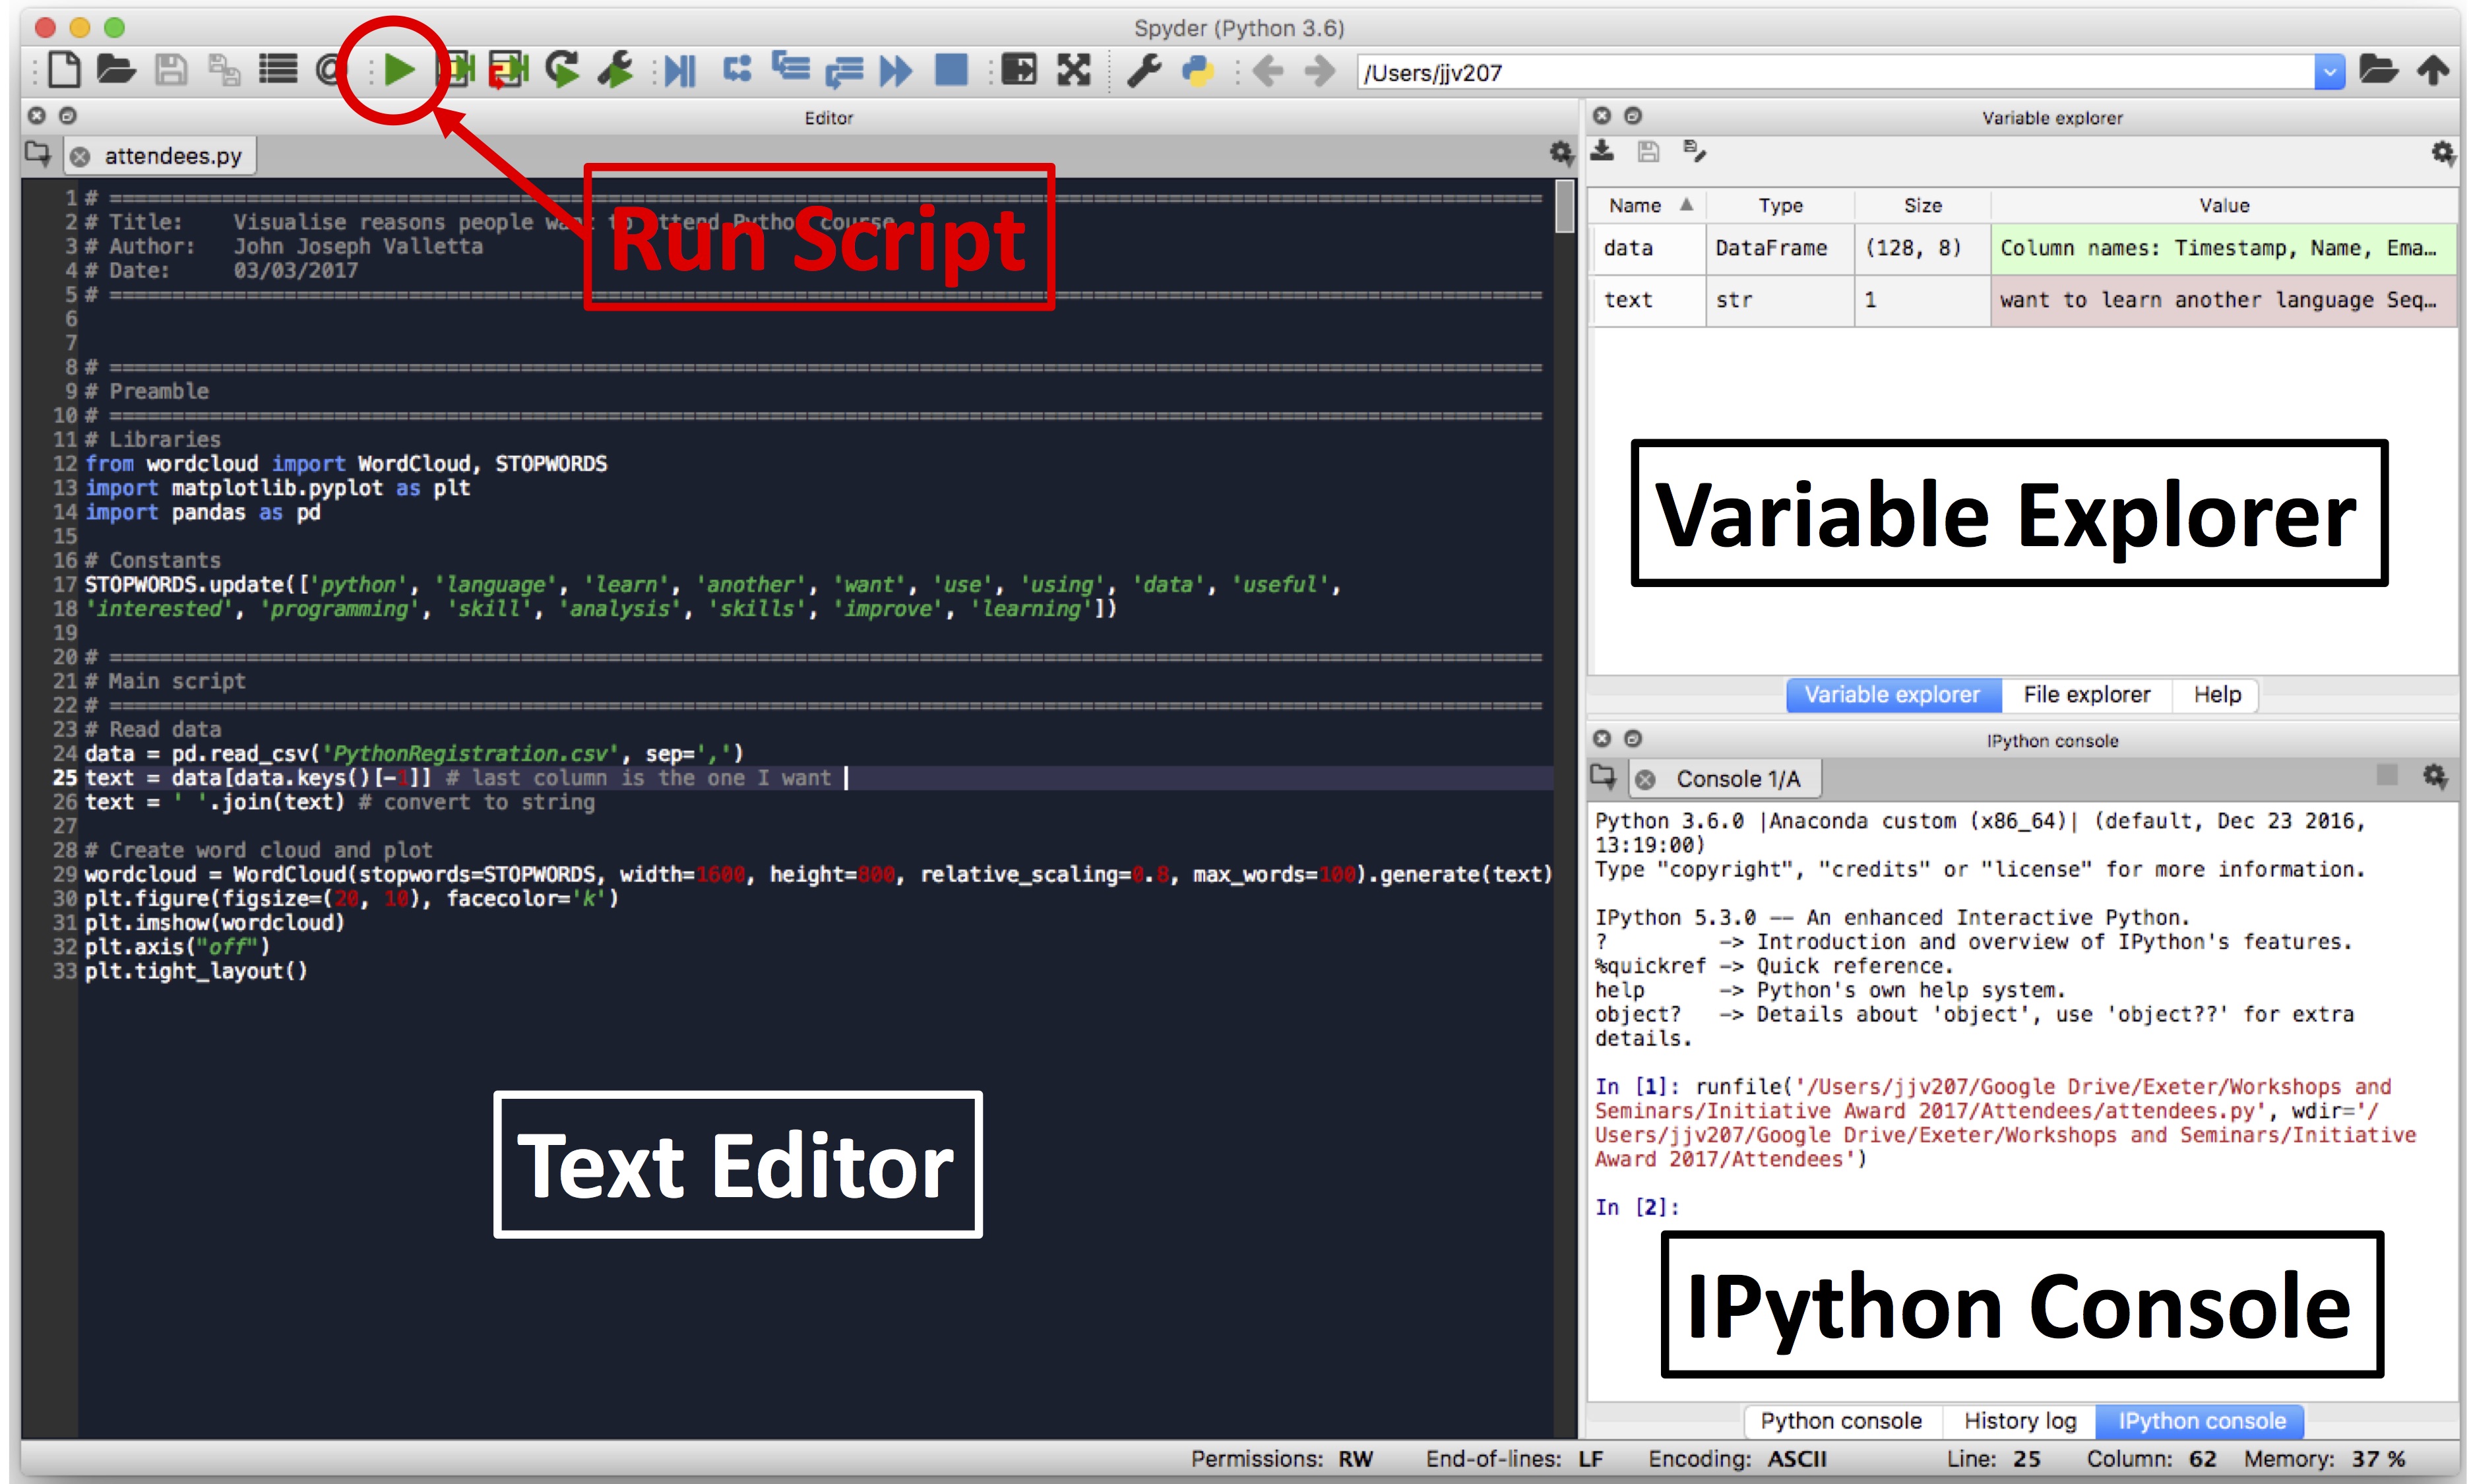 Spyder (Python 3.6)
/Users/jjv207
Editor
attendees.py
Run Script
1 # ====================
2 # Title: Visualise reasons people want to attend Python course
3 # Author: John Joseph Valletta
4 # Date: 03/03/2017
5 # ====================
6
7
8 # ====================
9 # Preamble
10 # ====================
11 # Libraries
12 from wordcloud import WordCloud, STOPWORDS
13 import matplotlib.pyplot as plt
14 import pandas as pd
15
16 # Constants
17 STOPWORDS.update(['python', 'language', 'learn', 'another', 'want', 'use', 'using', 'data', 'useful',
18 'interested', 'programming', 'skill', 'analysis', 'skills', 'improve', 'learning'])
19
20 # ====================
21 # Main script
22 # ====================
23 # Read data
24 data = pd.read_csv('PythonRegistration.csv', sep=',')
25 text = data[data.keys()[-1]] # last column is the one I want
26 text = ' '.join(text) # convert to string
27
28 # Create word cloud and plot
29 wordcloud = WordCloud(stopwords=STOPWORDS, width=1600, height=800, relative_scaling=0.8, max_words=100).generate(text)
30 plt.figure(figsize=(20, 10), facecolor='k')
31 plt.imshow(wordcloud)
32 plt.axis("off")
33 plt.tight_layout()
Text Editor
Variable explorer
Name Type Size Value
data DataFrame (128, 8) Column names: Timestamp, Name, Ema…
text str 1 want to learn another language Seq…
Variable Explorer
Variable explorer File explorer Help
IPython console
Console 1/A
Python 3.6.0 |Anaconda custom (x86_64)| (default, Dec 23 2016,
13:19:00)
Type "copyright", "credits" or "license" for more information.
IPython 5.3.0 -- An enhanced Interactive Python.
? -> Introduction and overview of IPython's features.
%quickref -> Quick reference.
help -> Python's own help system.
object? -> Details about 'object', use 'object??' for extra
details.
In [1]: runfile('/Users/jjv207/Google Drive/Exeter/Workshops and
Seminars/Initiative Award 2017/Attendees/attendees.py', wdir='/
Users/jjv207/Google Drive/Exeter/Workshops and Seminars/Initiative
Award 2017/Attendees')
In [2]:
IPython Console
Python console History log IPython console
Permissions: RW End-of-lines: LF Encoding: ASCII Line: 25 Column: 62 Memory: 37 %